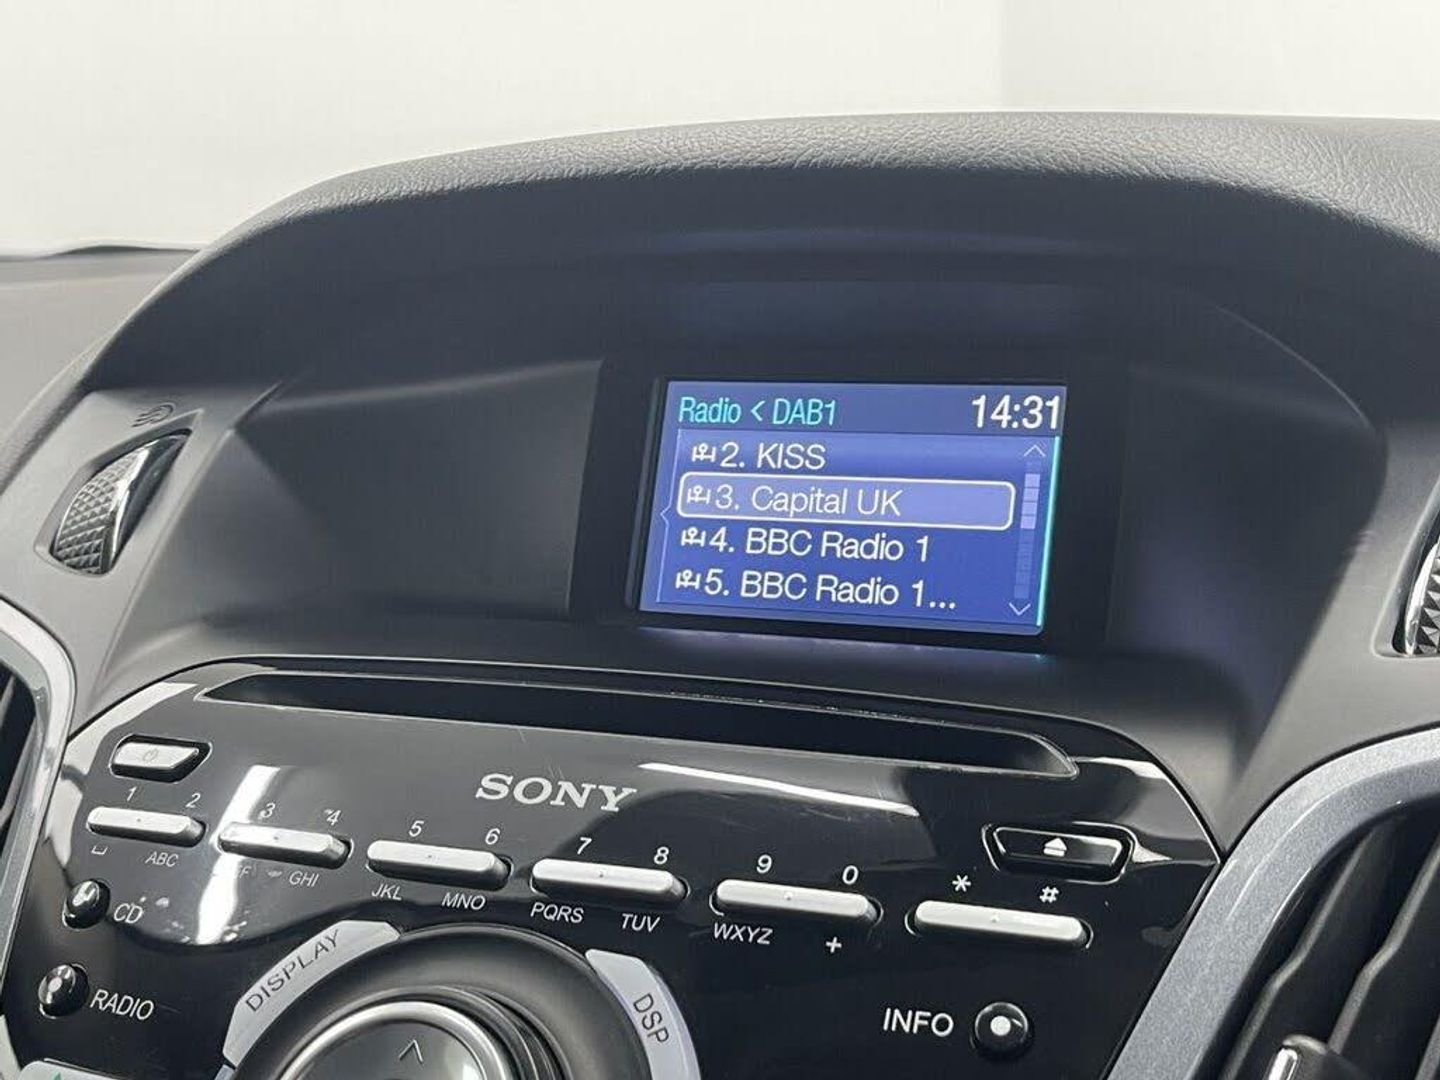 Radio < DAB1 14:31
2. KISS
3. Capital UK
4. BBC Radio 1
5. BBC Radio 1...
SONY
1 2 3 4 5 6 7 8 9 0 * #
ABC GHI JKL MNO PQRS TUV WXYZ +
CD
DISPLAY
DSP
RADIO
INFO